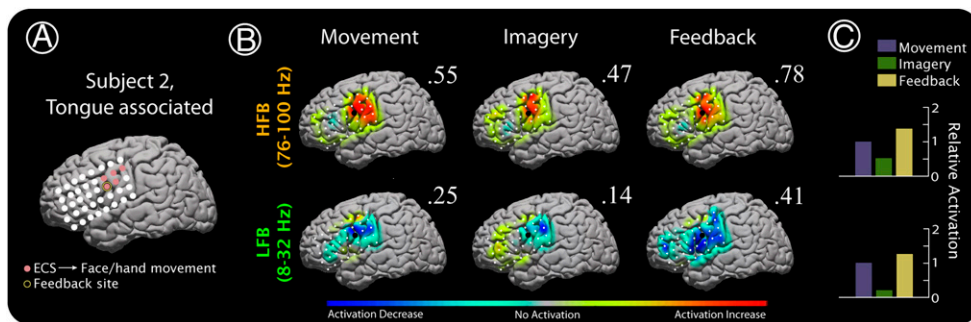 A
Subject 2,
Tongue associated
ECS → Face/hand movement
Feedback site
B
Movement Imagery Feedback
HFB
(76-100 Hz)
.55 .47 .78
LFB
(8-32 Hz)
.25 .14 .41
Activation Decrease No Activation Activation Increase
C
Movement
Imagery
Feedback
2
1
0
2
1
0
Relative Activation